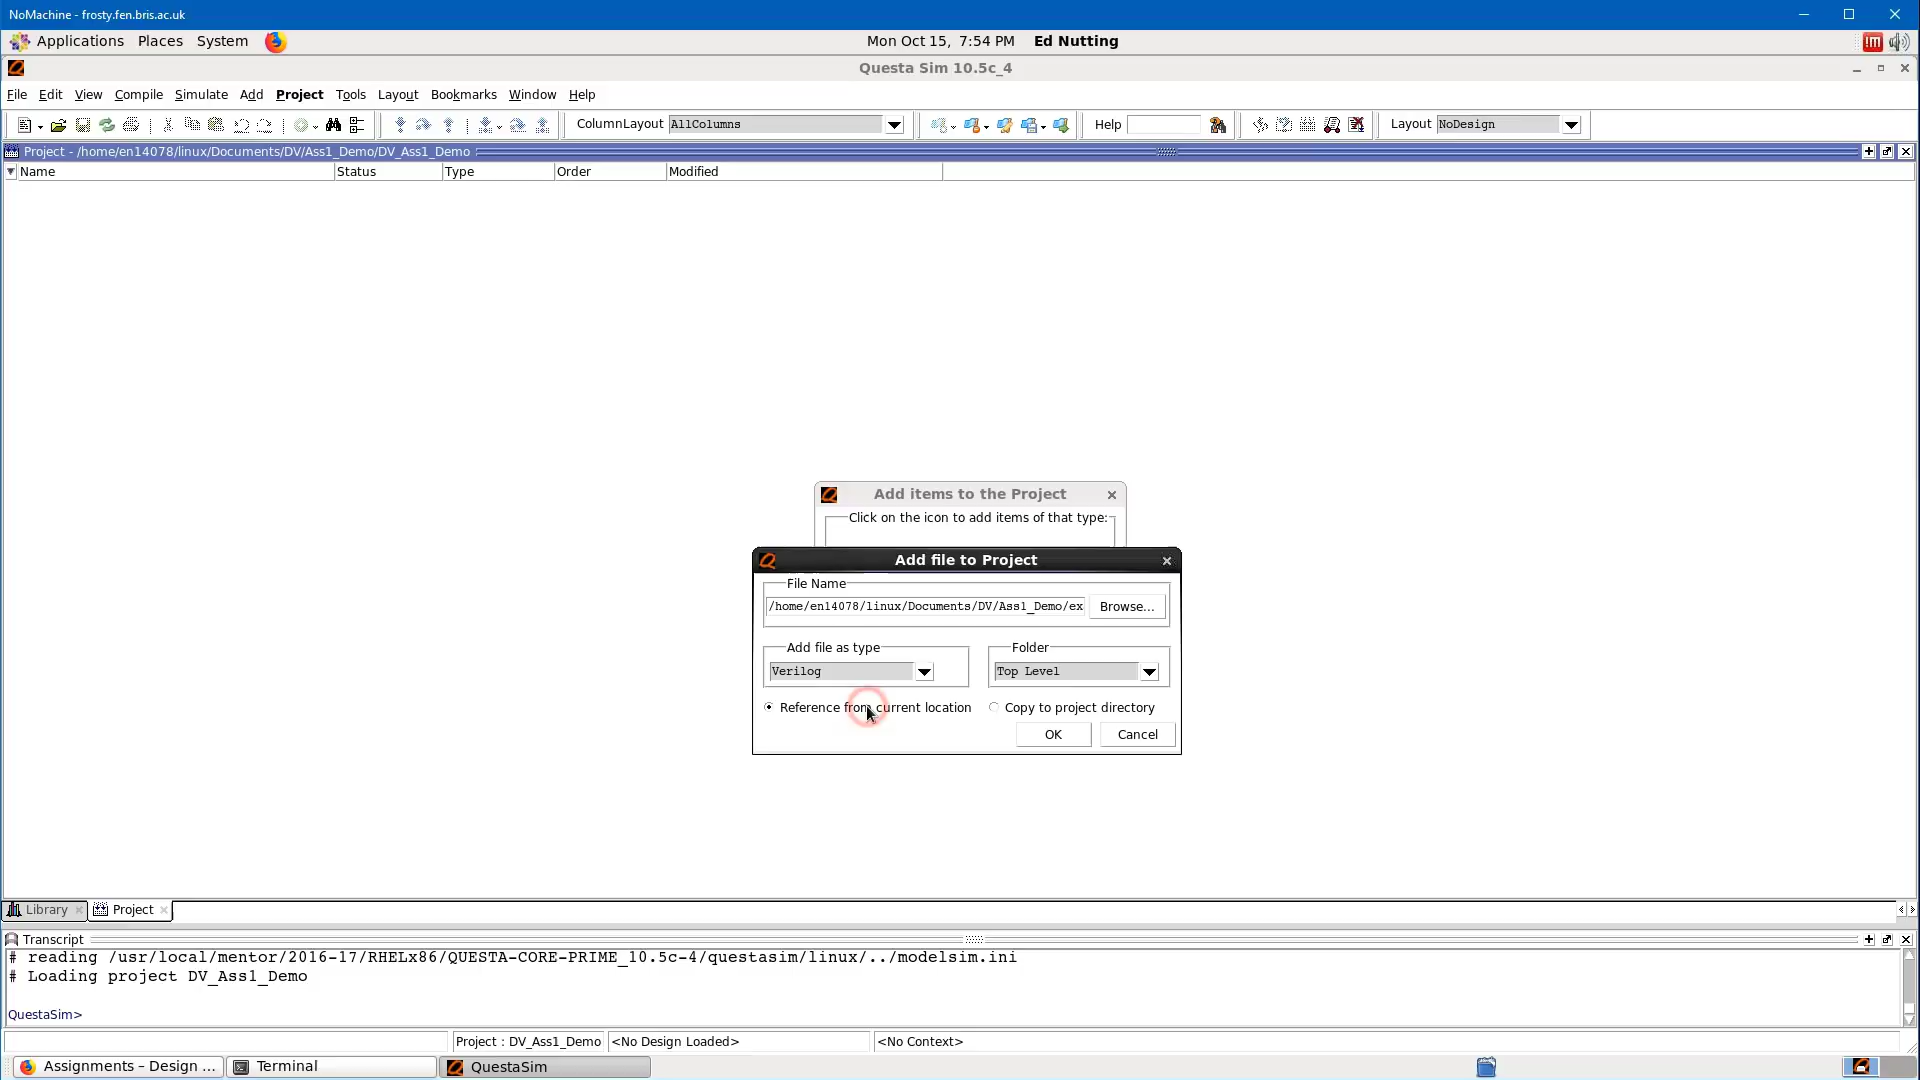 NoMachine - frosty.fen.bris.ac.uk
Applications Places System Mon Oct 15, 7:54 PM Ed Nutting
Questa Sim 10.5c_4
File Edit View Compile Simulate Add Project Tools Layout Bookmarks Window Help
ColumnLayout AllColumns Help Layout NoDesign
Project - /home/en14078/linux/Documents/DV/Ass1_Demo/DV_Ass1_Demo
Name Status Type Order Modified
Add items to the Project
Click on the icon to add items of that type:
Add file to Project
File Name
/home/en14078/linux/Documents/DV/Ass1_Demo/ex Browse...
Add file as type Folder
Verilog Top Level
Reference from current location Copy to project directory
OK Cancel
Library Project
Transcript
# reading /usr/local/mentor/2016-17/RHELx86/QUESTA-CORE-PRIME_10.5c-4/questasim/linux/../modelsim.ini
# Loading project DV_Ass1_Demo
QuestaSim>
Project : DV_Ass1_Demo <No Design Loaded> <No Context>
Assignments – Design ... Terminal QuestaSim